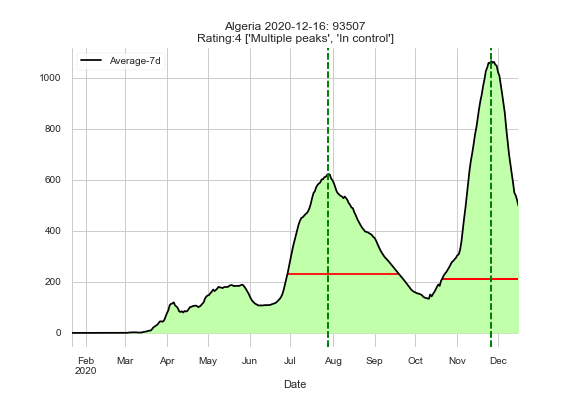 Algeria 2020-12-16: 93507
Rating:4 ['Multiple peaks', 'In control']
Average-7d
1000
800
600
400
200
0
Feb Mar Apr May Jun Jul Aug Sep Oct Nov Dec
2020
Date